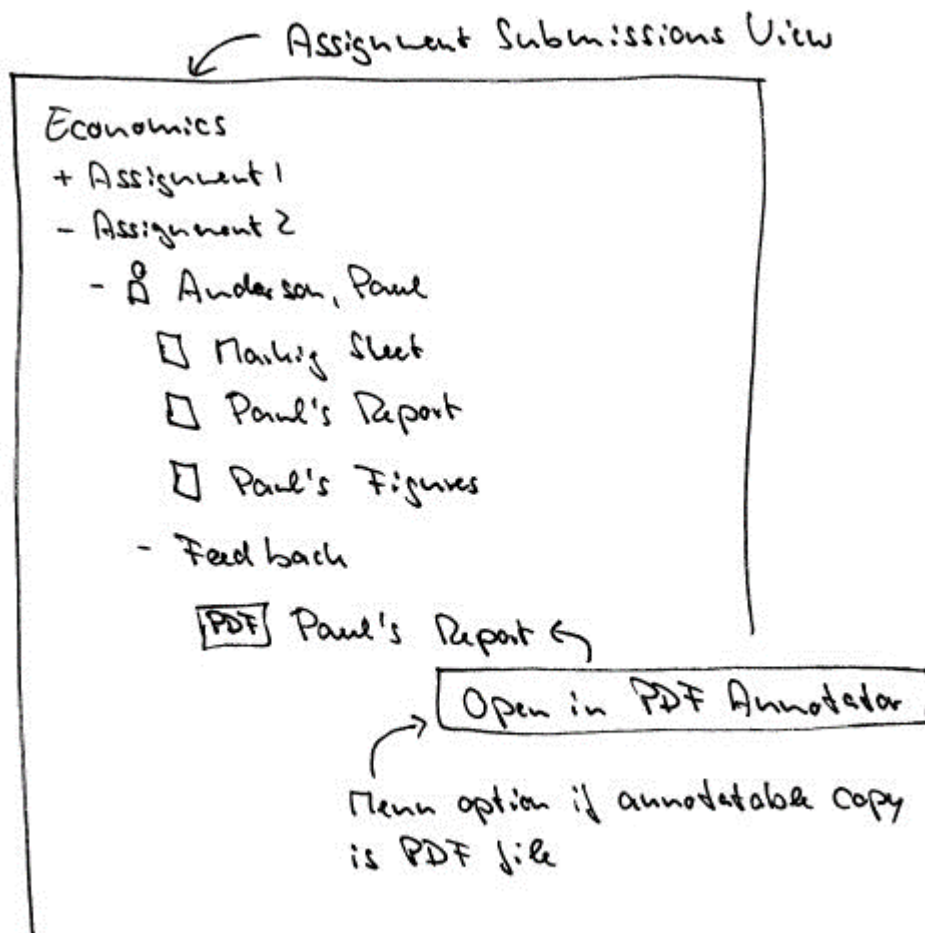 Assignment Submissions View
Economics
+ Assignment 1
- Assignment 2
- Anderson, Paul
Marking Sheet
Paul's Report
Paul's Figures
- Feedback
PDF Paul's Report
Open in PDF Annotator
Menu option if annotatable copy
is PDF file